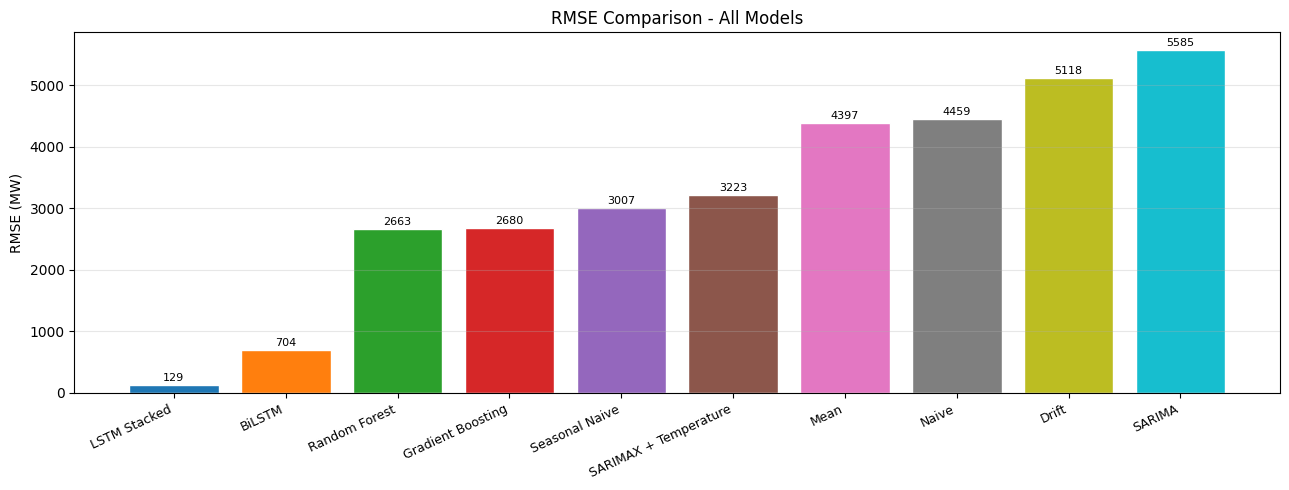 RMSE Comparison - All Models
RMSE (MW)
5000
4000
3000
2000
1000
0
129
704
2663
2680
3007
3223
4397
4459
5118
5585
LSTM Stacked
BiLSTM
Random Forest
Gradient Boosting
Seasonal Naive
SARIMAX + Temperature
Mean
Naive
Drift
SARIMA